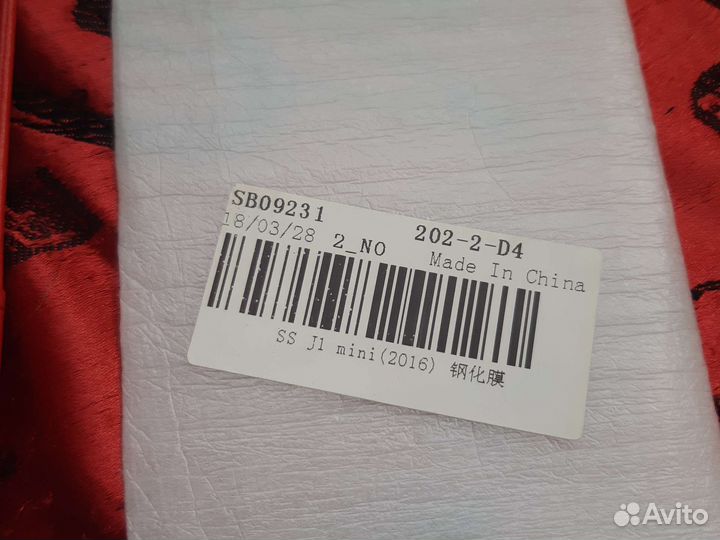 SB09231 202-2-D4
18/03/28 2_NO Made In China
SS J1 mini(2016) 钢化膜
Avito